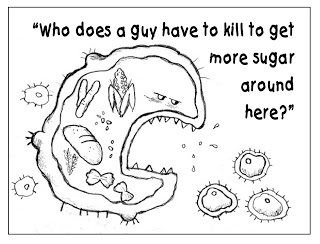 “Who does a guy have to kill to get
more sugar
around
here?”